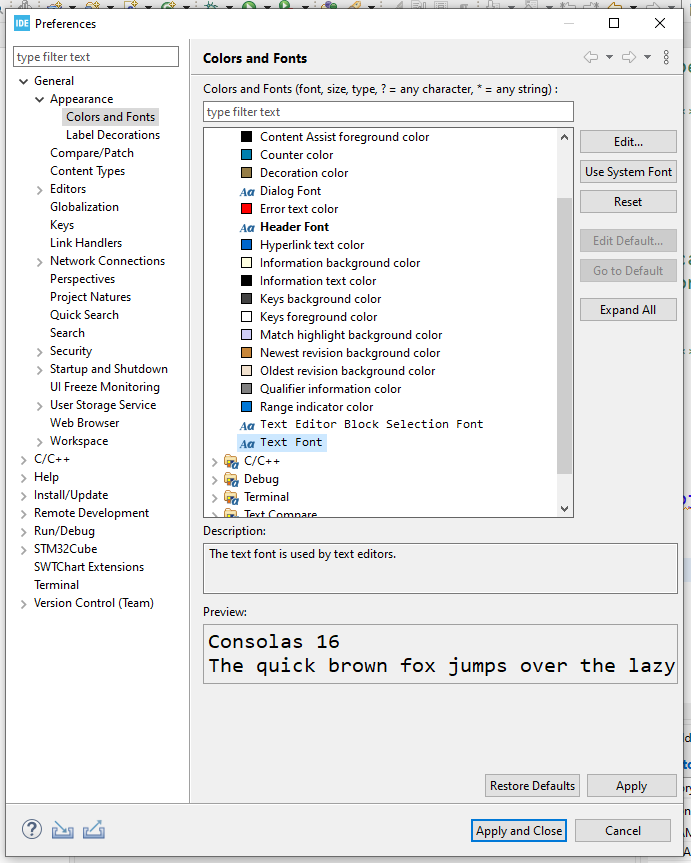 IDE Preferences
type filter text
General
Appearance
Colors and Fonts
Label Decorations
Compare/Patch
Content Types
Editors
Globalization
Keys
Link Handlers
Network Connections
Perspectives
Project Natures
Quick Search
Search
Security
Startup and Shutdown
UI Freeze Monitoring
User Storage Service
Web Browser
Workspace
C/C++
Help
Install/Update
Remote Development
Run/Debug
STM32Cube
SWTChart Extensions
Terminal
Version Control (Team)
Colors and Fonts
Colors and Fonts (font, size, type, ? = any character, * = any string) :
type filter text
Content Assist foreground color
Counter color
Decoration color
Aa Dialog Font
Error text color
Aa Header Font
Hyperlink text color
Information background color
Information text color
Keys background color
Keys foreground color
Match highlight background color
Newest revision background color
Oldest revision background color
Qualifier information color
Range indicator color
Aa Text Editor Block Selection Font
Aa Text Font
C/C++
Debug
Terminal
Text Compare
Edit...
Use System Font
Reset
Edit Default...
Go to Default
Expand All
Description:
The text font is used by text editors.
Preview:
Consolas 16
The quick brown fox jumps over the lazy
Restore Defaults
Apply
Apply and Close
Cancel